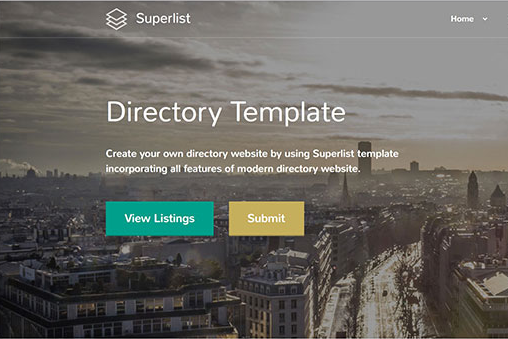 Superlist
Home
Directory Template
Create your own directory website by using Superlist template
incorporating all features of modern directory website.
View Listings
Submit